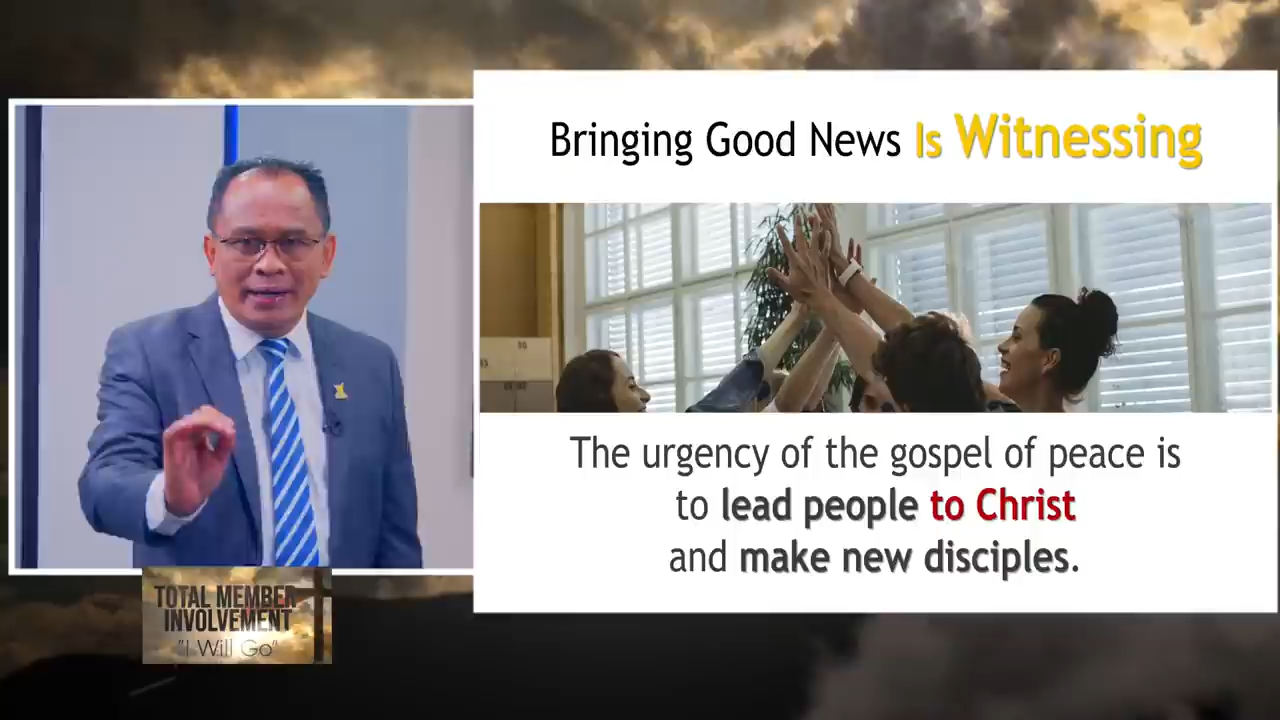 Bringing Good News Is Witnessing
The urgency of the gospel of peace is
to lead people to Christ
and make new disciples.
TOTAL MEMBER
INVOLVEMENT
"I Will Go"